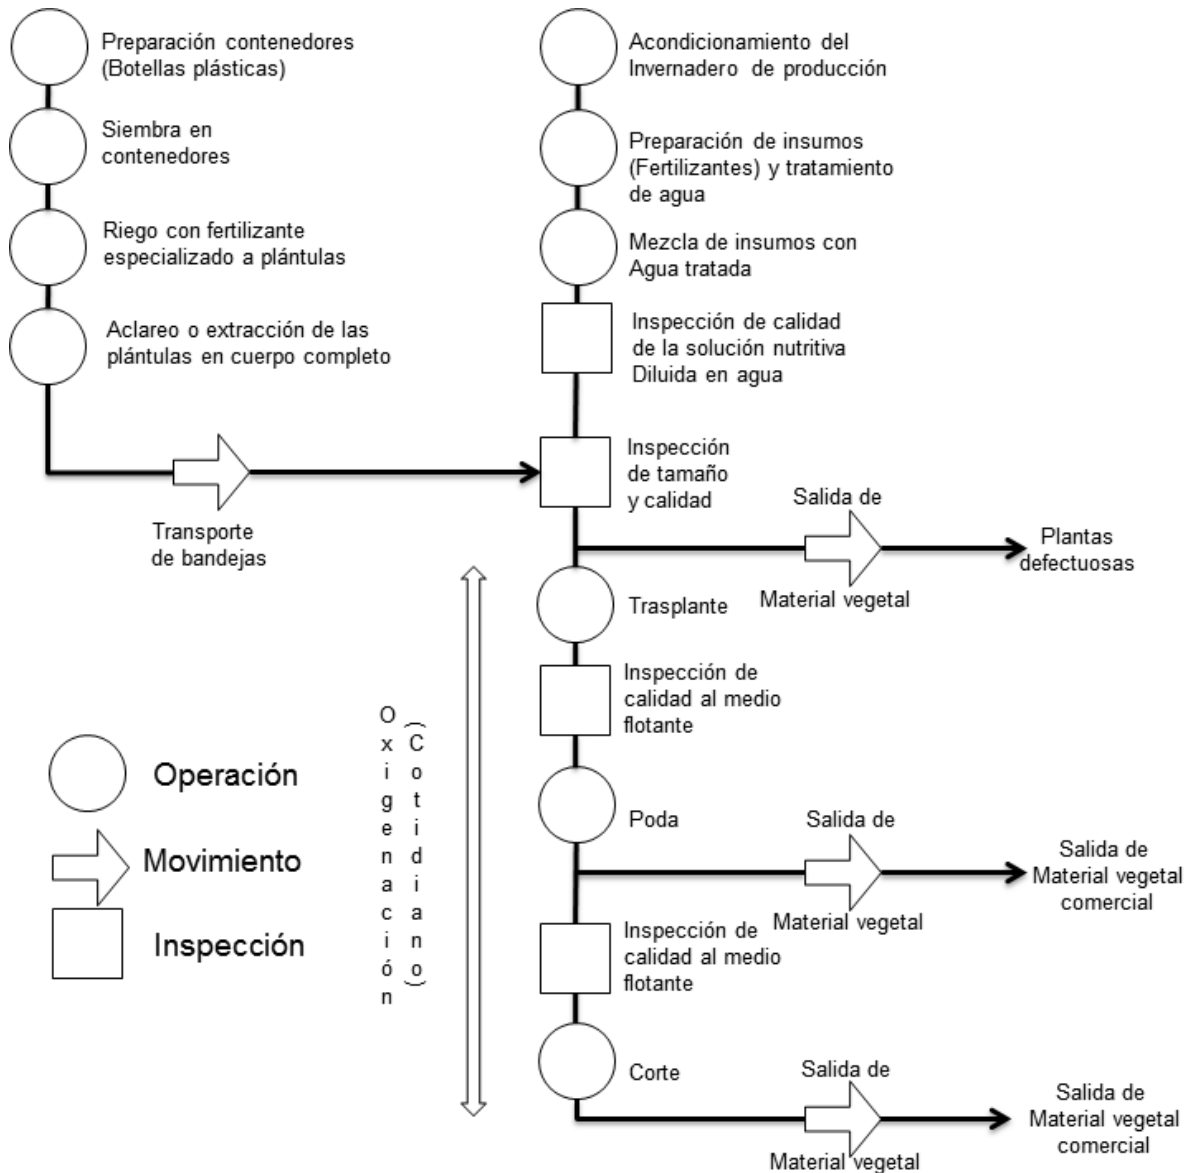 Preparación contenedores
(Botellas plásticas)
Siembra en
contenedores
Riego con fertilizante
especializado a plántulas
Aclareo o extracción de las
plántulas en cuerpo completo
Transporte
de bandejas
Acondicionamiento del
Invernadero de producción
Preparación de insumos
(Fertilizantes) y tratamiento
de agua
Mezcla de insumos con
Agua tratada
Inspección de calidad
de la solución nutritiva
Diluida en agua
Inspección
de tamaño
y calidad
Salida de
Material vegetal
Plantas
defectuosas
Trasplante
Inspección de
calidad al medio
flotante
Oxigenación
(Cotidiano)
Poda
Salida de
Material vegetal
Salida de
Material vegetal
comercial
Inspección de
calidad al medio
flotante
Corte
Salida de
Material vegetal
Salida de
Material vegetal
comercial
Operación
Movimiento
Inspección